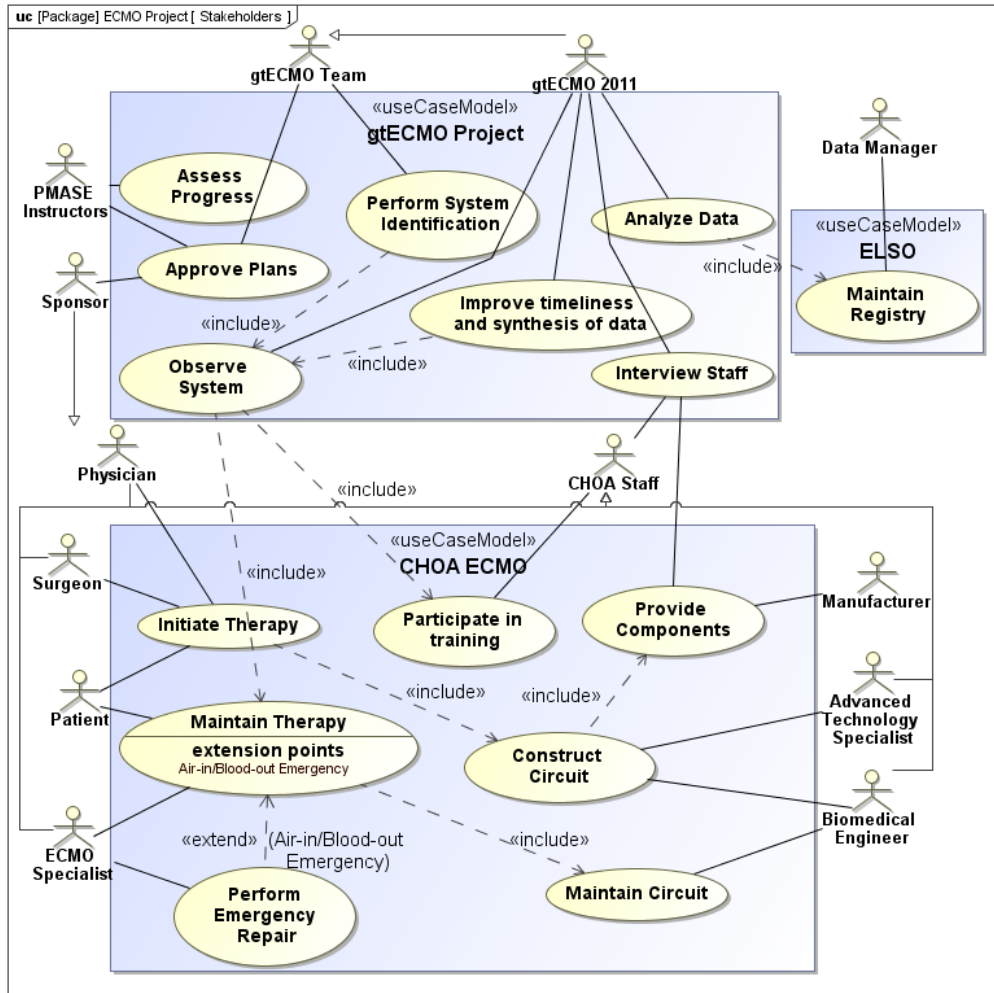 uc [Package] ECMO Project [ Stakeholders ]
gtECMO Team
gtECMO 2011
«useCaseModel»
gtECMO Project
Data Manager
PMASE
Instructors
Assess
Progress
Perform System
Identification
Analyze Data
«useCaseModel»
ELSO
«include»
Maintain
Registry
Sponsor
Approve Plans
Improve timeliness
and synthesis of data
«include»
«include»
Observe
System
Interview Staff
Physician
CHOA Staff
«include»
«useCaseModel»
CHOA ECMO
«include»
Surgeon
Initiate Therapy
Participate in
training
Provide
Components
Manufacturer
Patient
«include»
«include»
Maintain Therapy
extension points
Air-in/Blood-out Emergency
Construct
Circuit
Advanced
Technology
Specialist
ECMO
Specialist
«extend»
(Air-in/Blood-out
Emergency)
«include»
Biomedical
Engineer
Perform
Emergency
Repair
Maintain Circuit